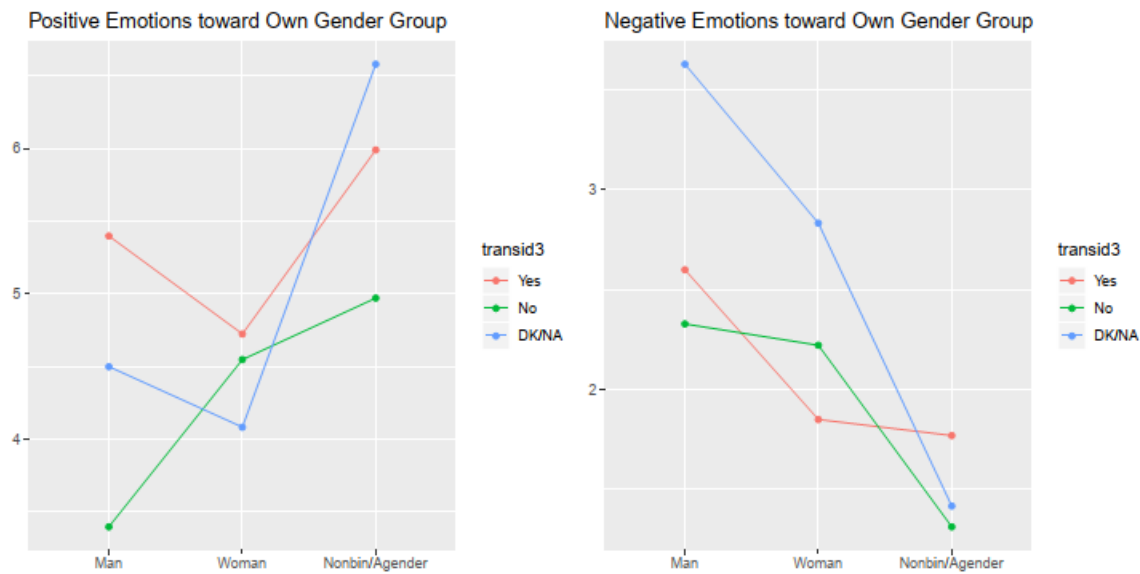 Positive Emotions toward Own Gender Group
6
5
4
Man Woman Nonbin/Agender
transid3
Yes
No
DK/NA
Negative Emotions toward Own Gender Group
3
2
Man Woman Nonbin/Agender
transid3
Yes
No
DK/NA